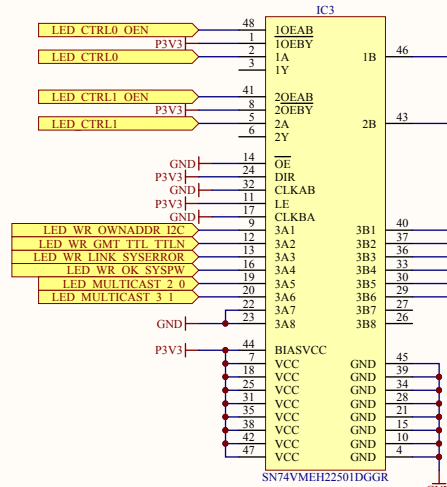 IC3
LED_CTRL0_OEN 48 1OEAB
P3V3 1 1OEBY
LED_CTRL0 2 1A 1B 46
3 1Y
LED_CTRL1_OEN 41 2OEAB
P3V3 8 2OEBY
LED_CTRL1 5 2A 2B 43
6 2Y
GND 14 OE
P3V3 24 DIR
GND 32 CLKAB
P3V3 11 LE
GND 17 CLKBA
LED_WR_OWNADDR_I2C 9 3A1 3B1 40
LED_WR_GMT_TTL_TTLN 12 3A2 3B2 37
LED_WR_LINK_SYSERROR 13 3A3 3B3 36
LED_WR_OK_SYSPW 16 3A4 3B4 33
LED_MULTICAST_2_0 19 3A5 3B5 30
LED_MULTICAST_3_1 20 3A6 3B6 29
22 3A7 3B7 27
GND 23 3A8 3B8 26
P3V3 44 BIASVCC
7 VCC GND 45
18 VCC GND 39
25 VCC GND 34
31 VCC GND 28
35 VCC GND 21
38 VCC GND 15
42 VCC GND 10
47 VCC GND 4
SN74VMEH22501DGGR